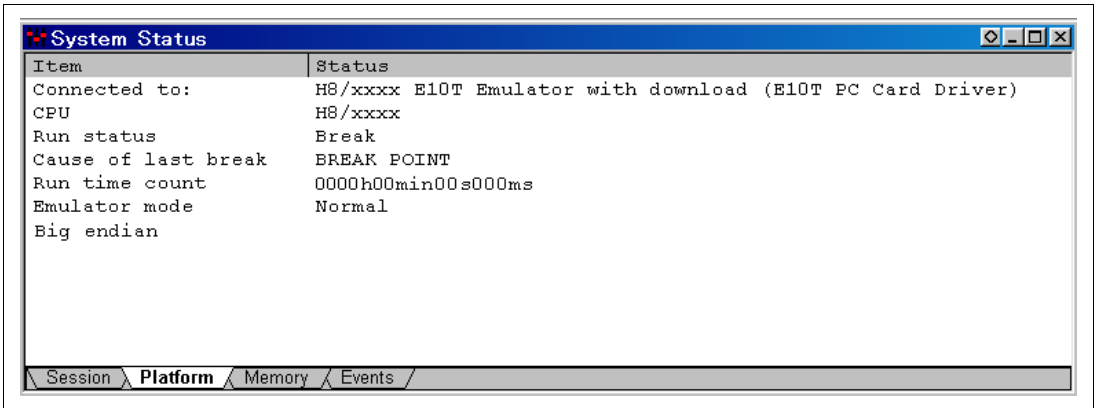 System Status
Item Status
Connected to: H8/xxxx E10T Emulator with download (E10T PC Card Driver)
CPU H8/xxxx
Run status Break
Cause of last break BREAK POINT
Run time count 0000h00min00s000ms
Emulator mode Normal
Big endian
Session Platform Memory Events